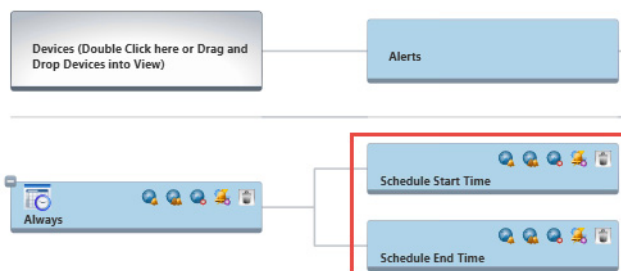 Devices (Double Click here or Drag and
Drop Devices into View)
Alerts
Schedule Start Time
Always
Schedule End Time